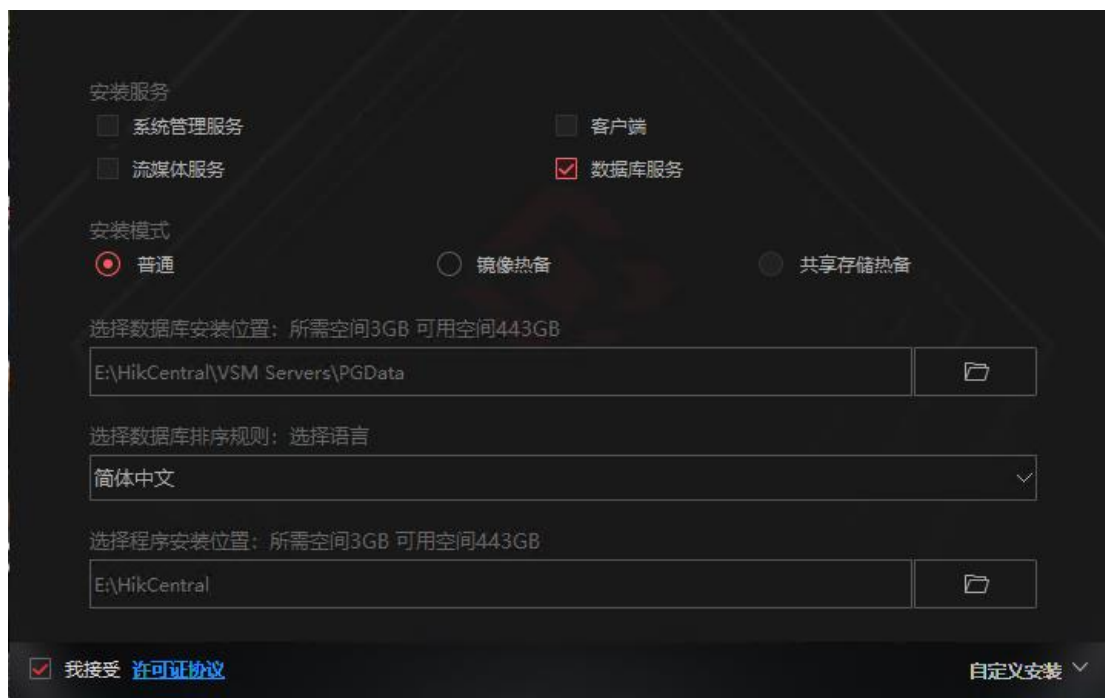 安装服务
系统管理服务 客户端
流媒体服务 数据库服务
安装模式
普通 镜像热备 共享存储热备
选择数据库安装位置：所需空间3GB 可用空间443GB
E:\HikCentral\VSM Servers\PGData
选择数据库排序规则：选择语言
简体中文
选择程序安装位置：所需空间3GB 可用空间443GB
E:\HikCentral
我接受 许可证协议 自定义安装